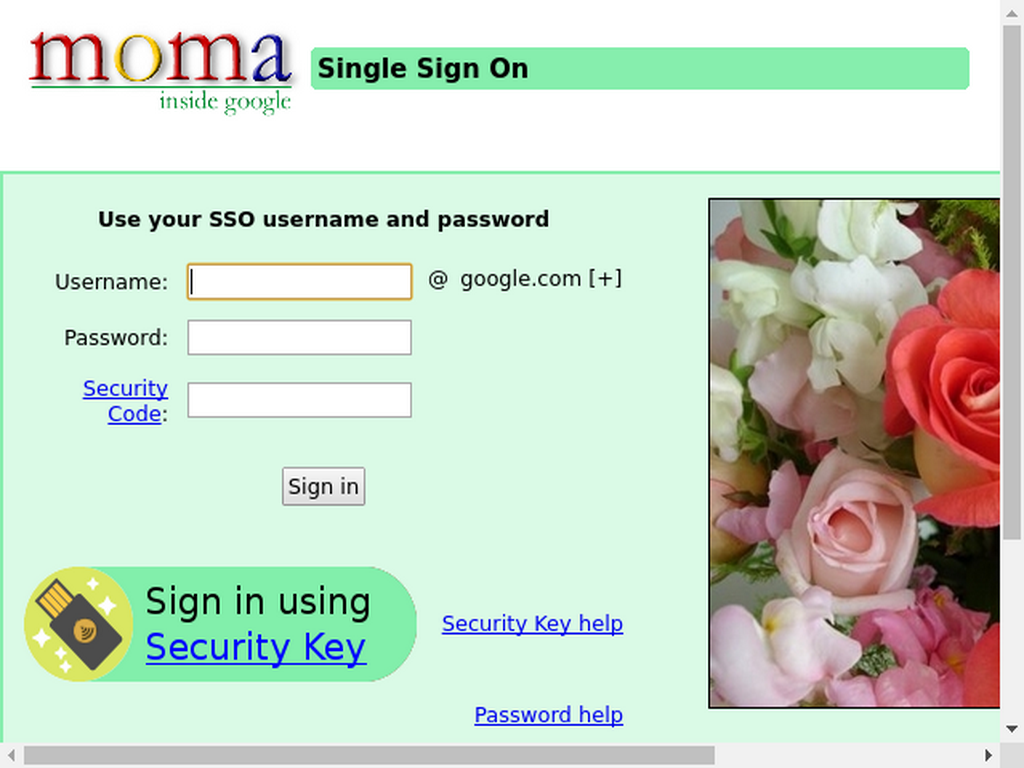 moma
inside google
Single Sign On
Use your SSO username and password
Username:
@ google.com [+]
Password:
Security
Code:
Sign in
Sign in using
Security Key
Security Key help
Password help